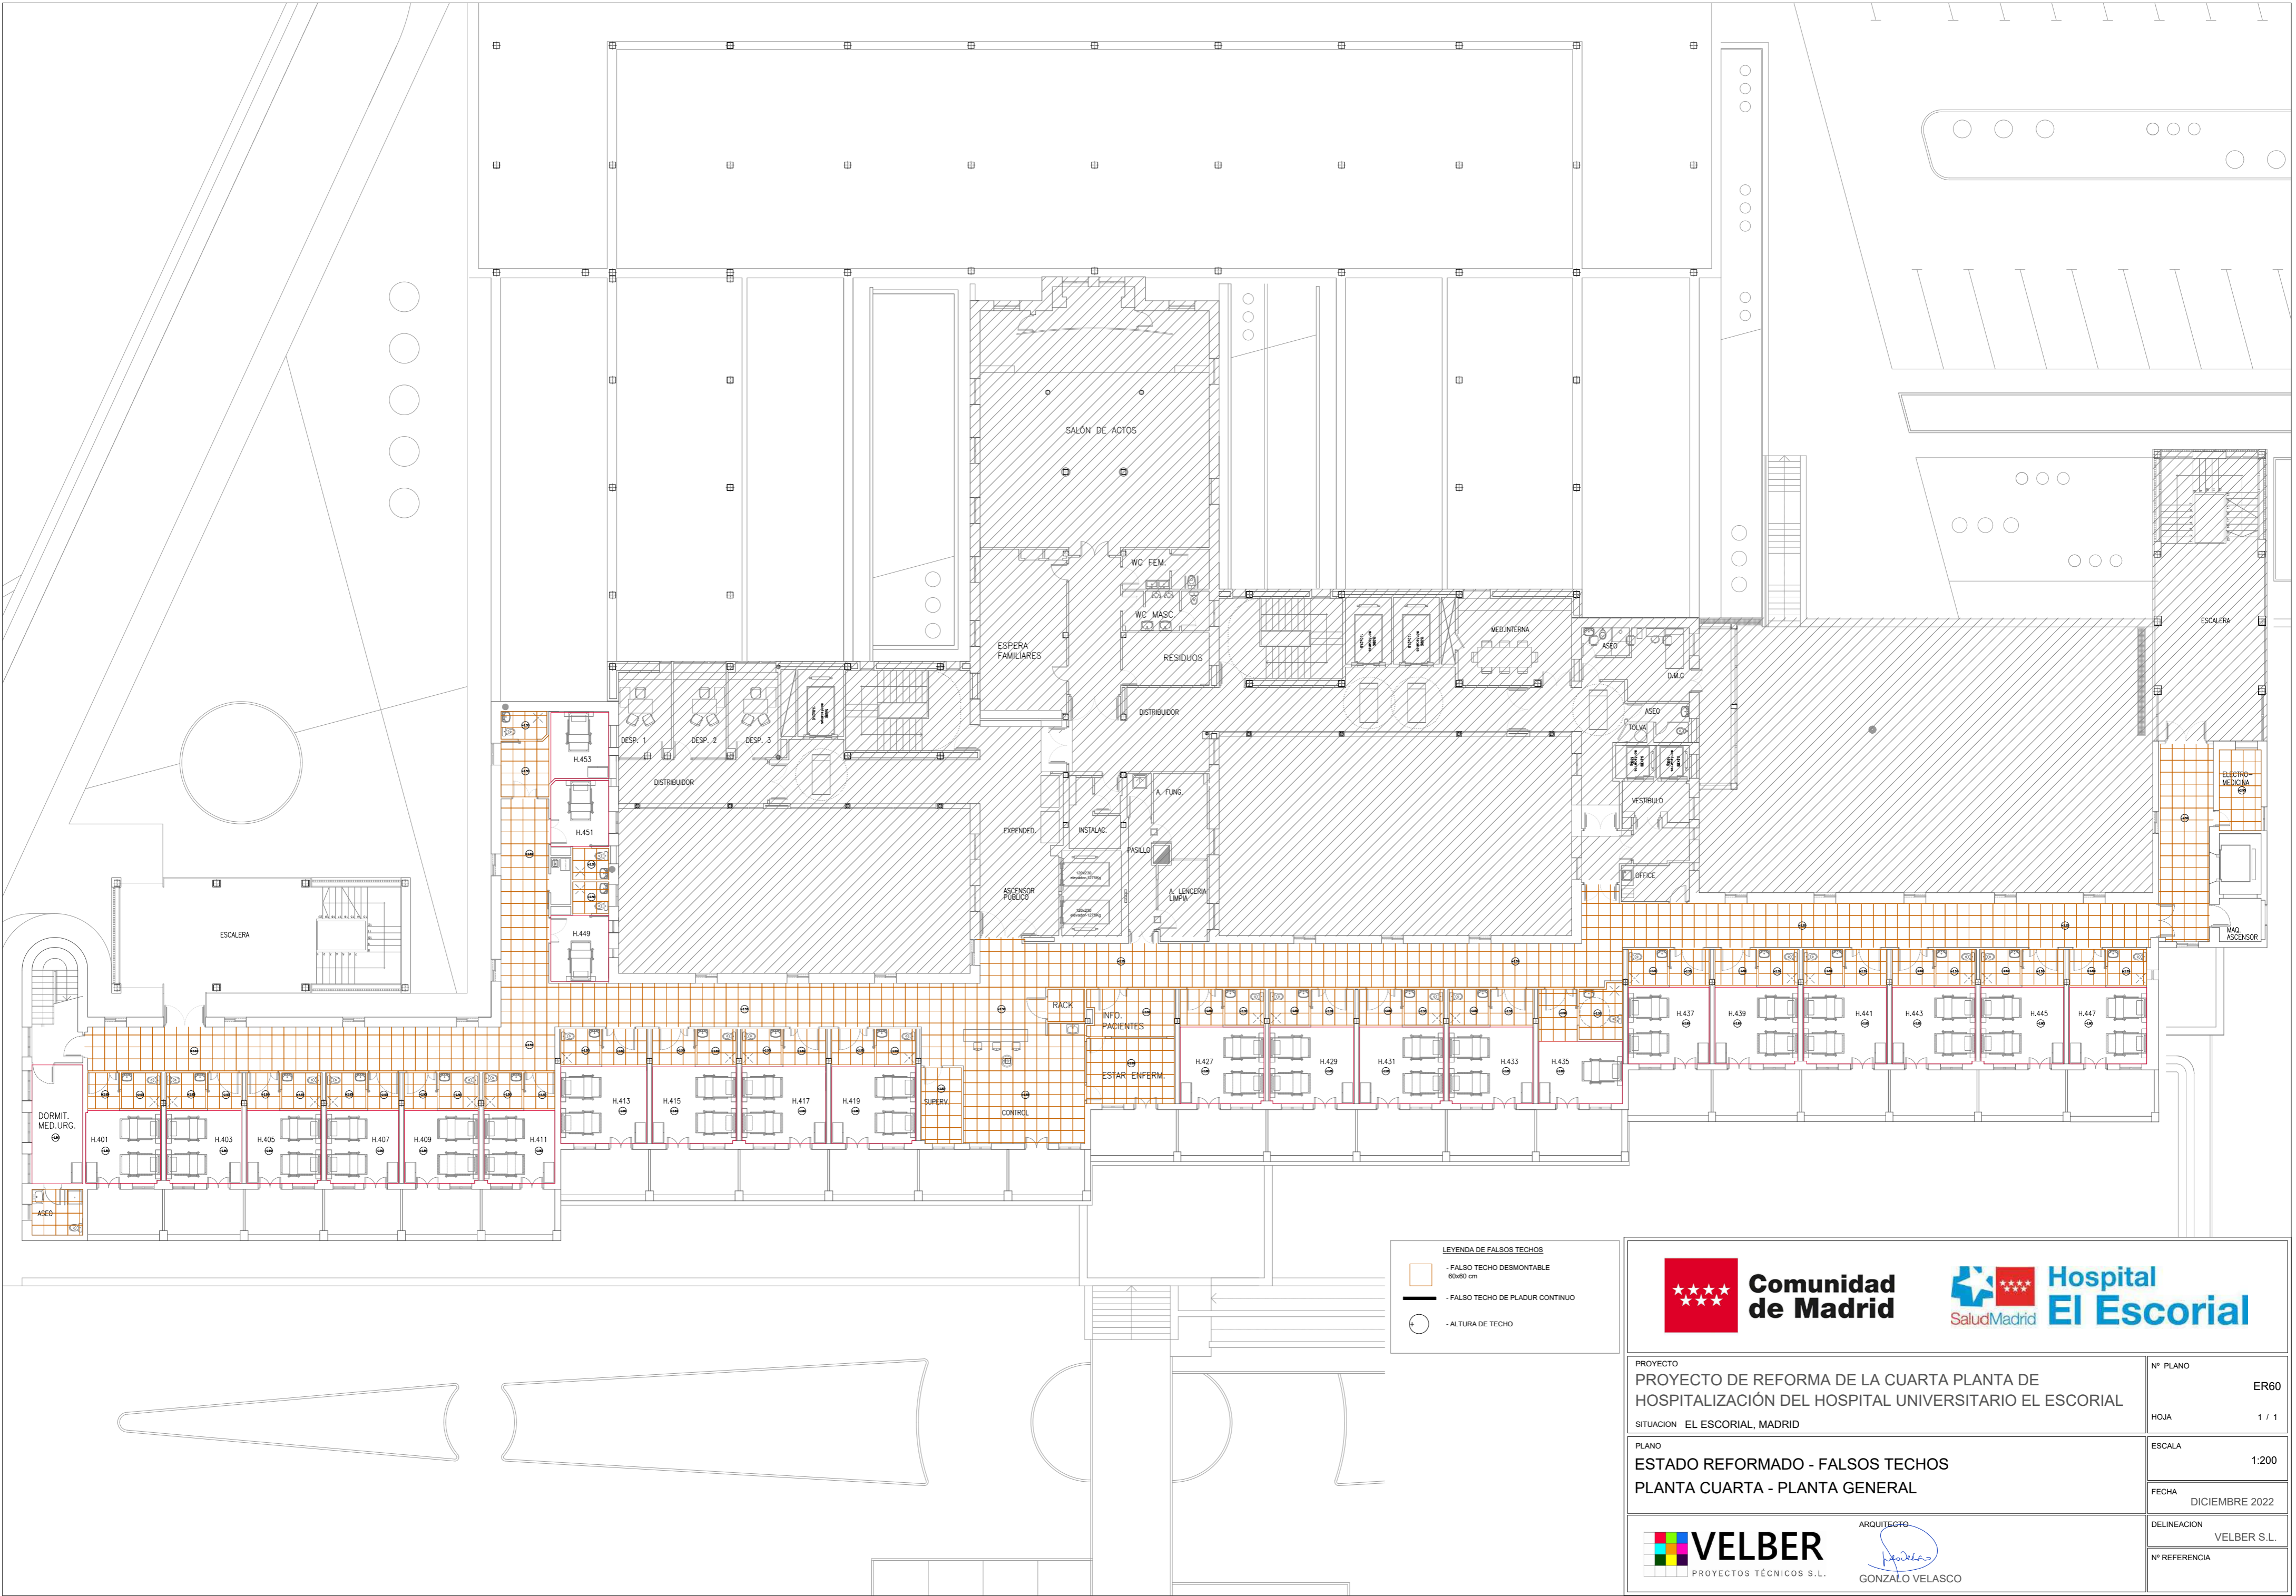 SALÓN DE ACTOS
WC FEM.
WC MASC.
ESPERA
FAMILIARES
RESIDUOS
MED.INTERNA
ASEO
D.M.C
ESCALERA
DISTRIBUIDOR
ASEO
TOLVA
DESP. 1
DESP. 2
DESP. 3
H.453
DISTRIBUIDOR
ELECTRO-
MEDICINA
A. FUNG.
VESTÍBULO
H.451
EXPENDED.
INSTALAC.
PASILLO
OFFICE
ASCENSOR
PÚBLICO
A. LENCERIA
LIMPIA
ESCALERA
H.449
MAQ.
ASCENSOR
RACK
INFO.
PACIENTES
H.437
H.439
H.441
H.443
H.445
H.447
H.427
H.429
H.431
H.433
H.435
ESTAR ENFERM.
H.413
H.415
H.417
H.419
SUPERV.
CONTROL
DORMIT.
MED.URG.
H.401
H.403
H.405
H.407
H.409
H.411
ASEO
LEYENDA DE FALSOS TECHOS
- FALSO TECHO DESMONTABLE
60x60 cm
- FALSO TECHO DE PLADUR CONTINUO
- ALTURA DE TECHO
Comunidad
de Madrid
SaludMadrid
Hospital
El Escorial
PROYECTO
PROYECTO DE REFORMA DE LA CUARTA PLANTA DE
HOSPITALIZACIÓN DEL HOSPITAL UNIVERSITARIO EL ESCORIAL
SITUACION EL ESCORIAL, MADRID
Nº PLANO
ER60
HOJA 1 / 1
PLANO
ESTADO REFORMADO - FALSOS TECHOS
PLANTA CUARTA - PLANTA GENERAL
ESCALA
1:200
FECHA
DICIEMBRE 2022
VELBER
PROYECTOS TÉCNICOS S.L.
ARQUITECTO
GONZALO VELASCO
DELINEACION
VELBER S.L.
Nº REFERENCIA